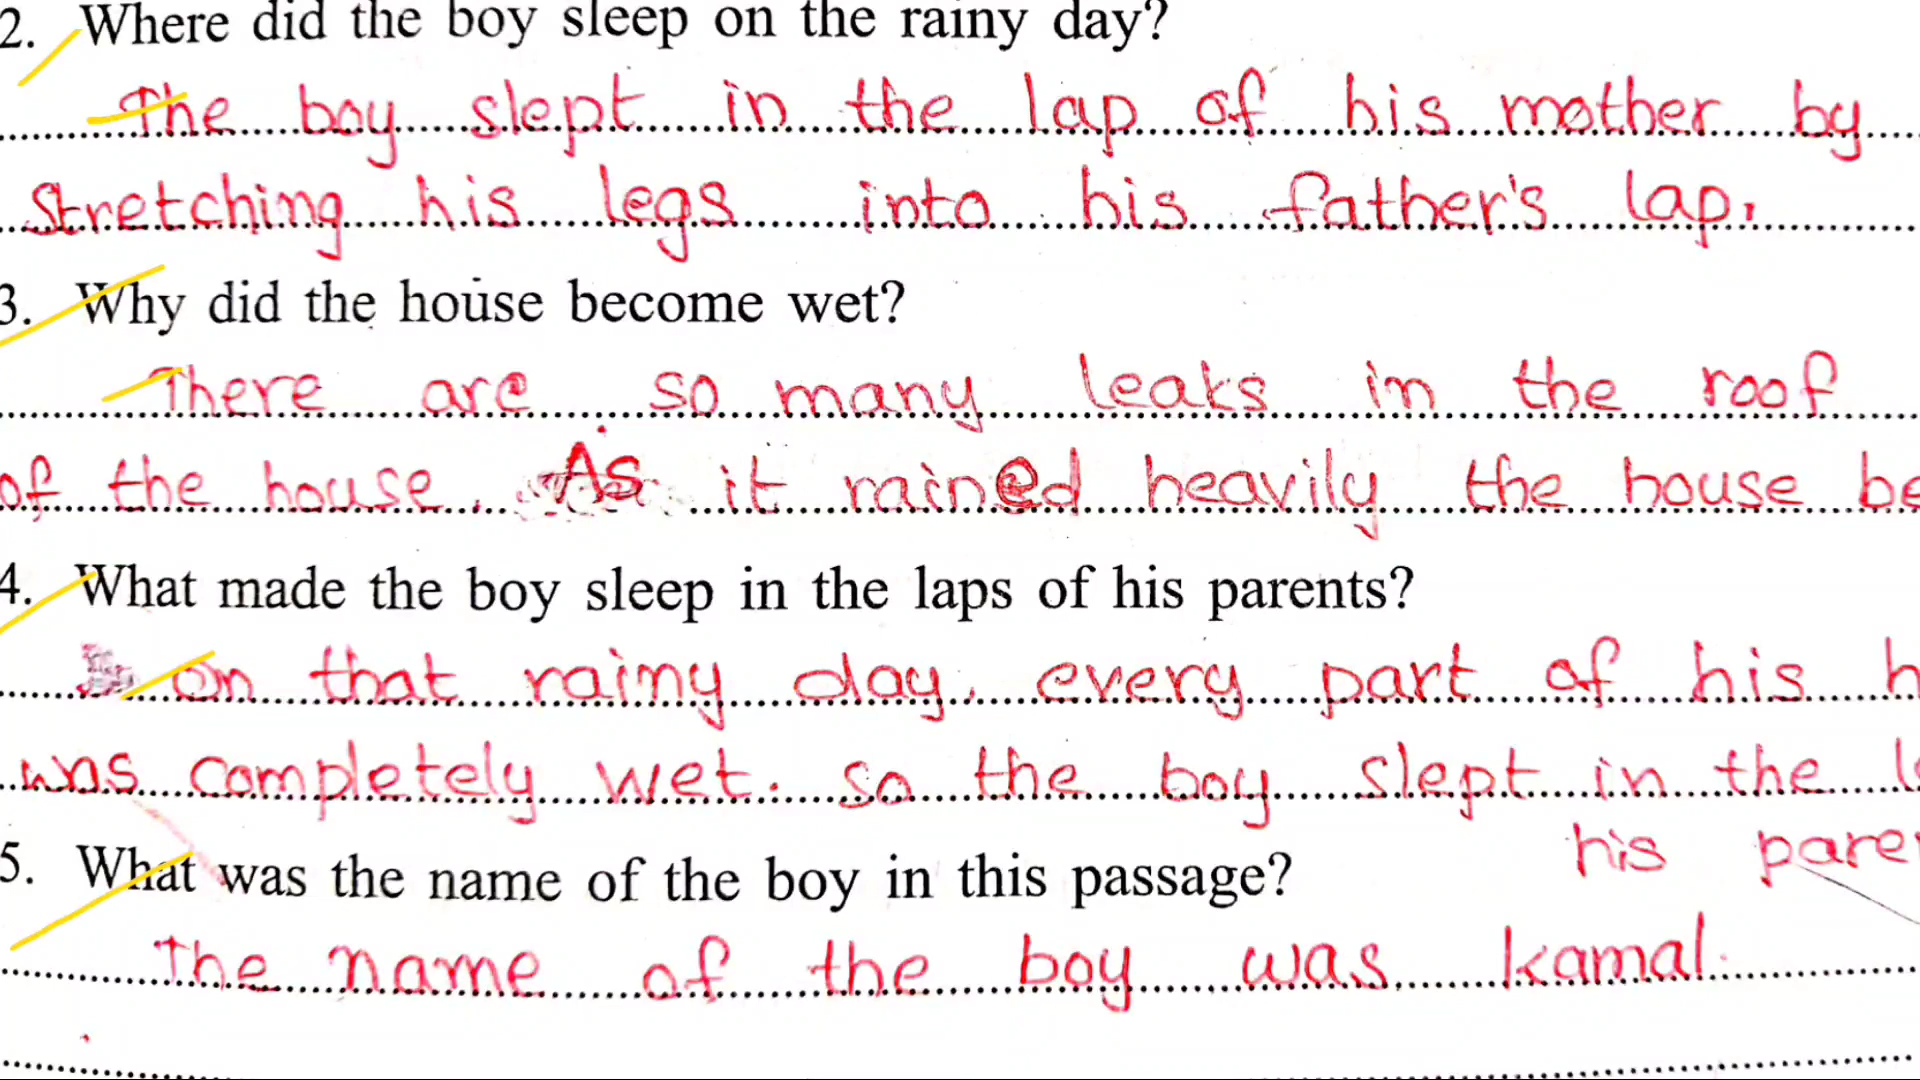 2. Where did the boy sleep on the rainy day?
The boy slept in the lap of his mother by
stretching his legs into his father's lap.
3. Why did the house become wet?
There are so many leaks in the roof
of the house. As it rained heavily the house be
4. What made the boy sleep in the laps of his parents?
on that rainy day, every part of his h
was completely wet. so the boy slept in the l
his pare
5. What was the name of the boy in this passage?
The name of the boy was kamal.